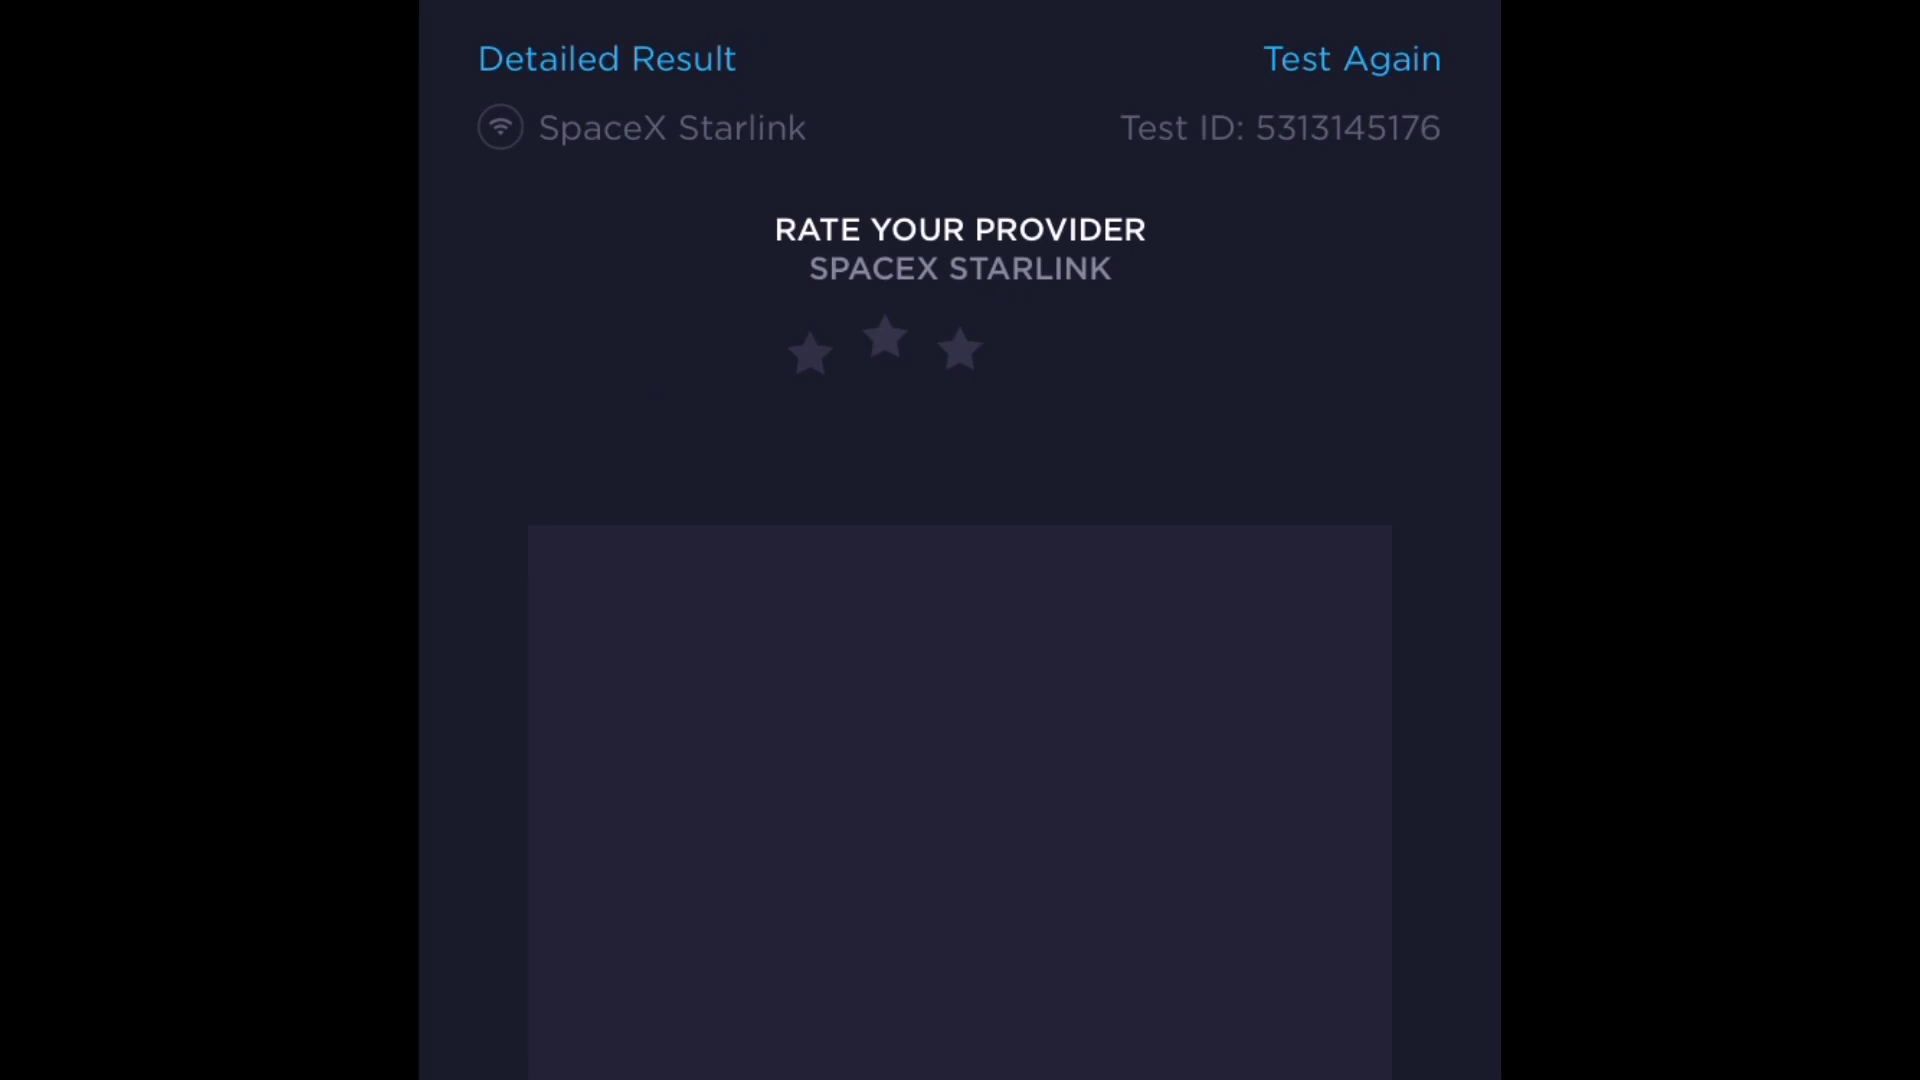 Detailed Result
Test Again
SpaceX Starlink
Test ID: 5313145176
RATE YOUR PROVIDER
SPACEX STARLINK